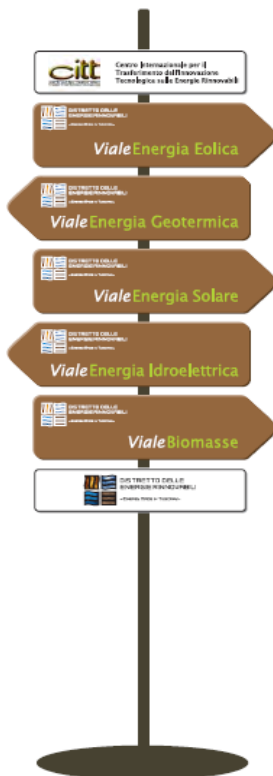 citt
Centro Internazionale per il
Trasferimento dell'Innovazione
Tecnologica sulle Energie Rinnovabili
DISTRETTO DELLE
ENERGIE RINNOVABILI
Viale Energia Eolica
DISTRETTO DELLE
ENERGIE RINNOVABILI
Viale Energia Geotermica
DISTRETTO DELLE
ENERGIE RINNOVABILI
Viale Energia Solare
DISTRETTO DELLE
ENERGIE RINNOVABILI
Viale Energia Idroelettrica
DISTRETTO DELLE
ENERGIE RINNOVABILI
Viale Biomasse
DISTRETTO DELLE
ENERGIE RINNOVABILI